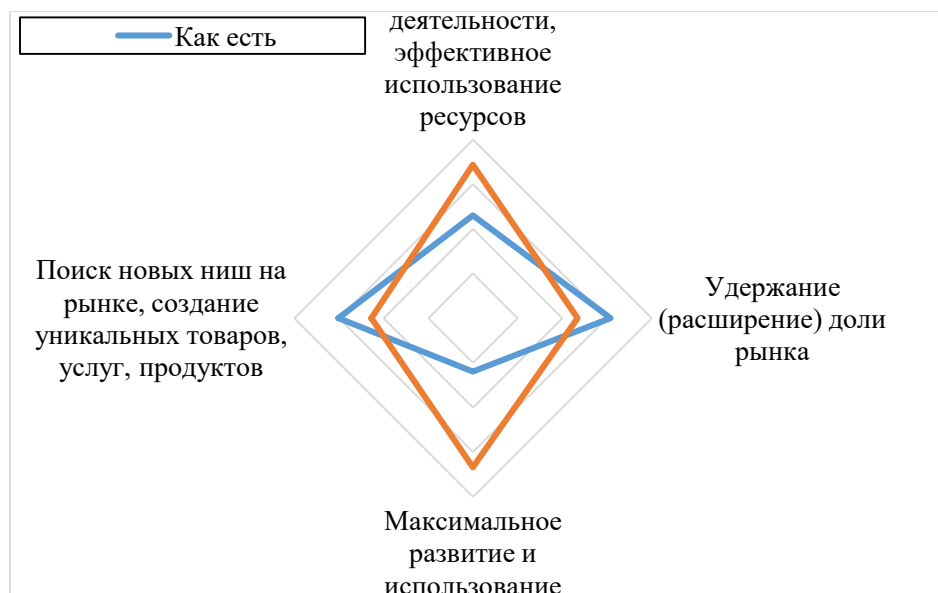 Как есть
деятельности,
эффективное
использование
ресурсов
Поиск новых ниш на
рынке, создание
уникальных товаров,
услуг, продуктов
Удержание
(расширение) доли
рынка
Максимальное
развитие и
использование